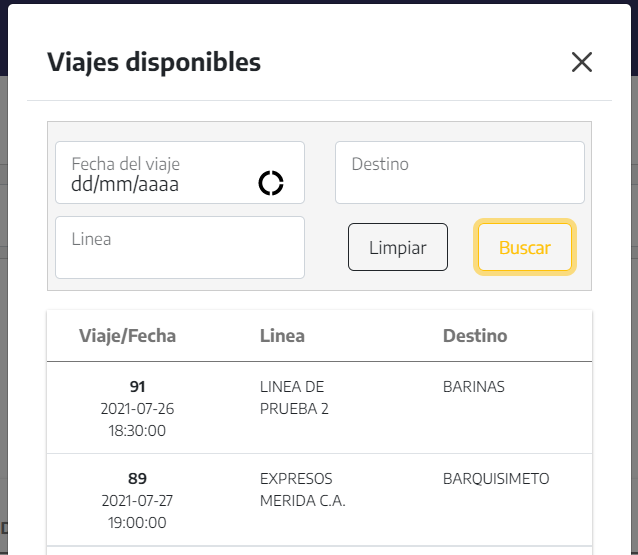 Viajes disponibles
Fecha del viaje
dd/mm/aaaa
Destino
Linea
Limpiar
Buscar
Viaje/Fecha Linea Destino
91 LINEA DE BARINAS
2021-07-26 PRUEBA 2
18:30:00
89 EXPRESOS BARQUISIMETO
2021-07-27 MERIDA C.A.
19:00:00
D